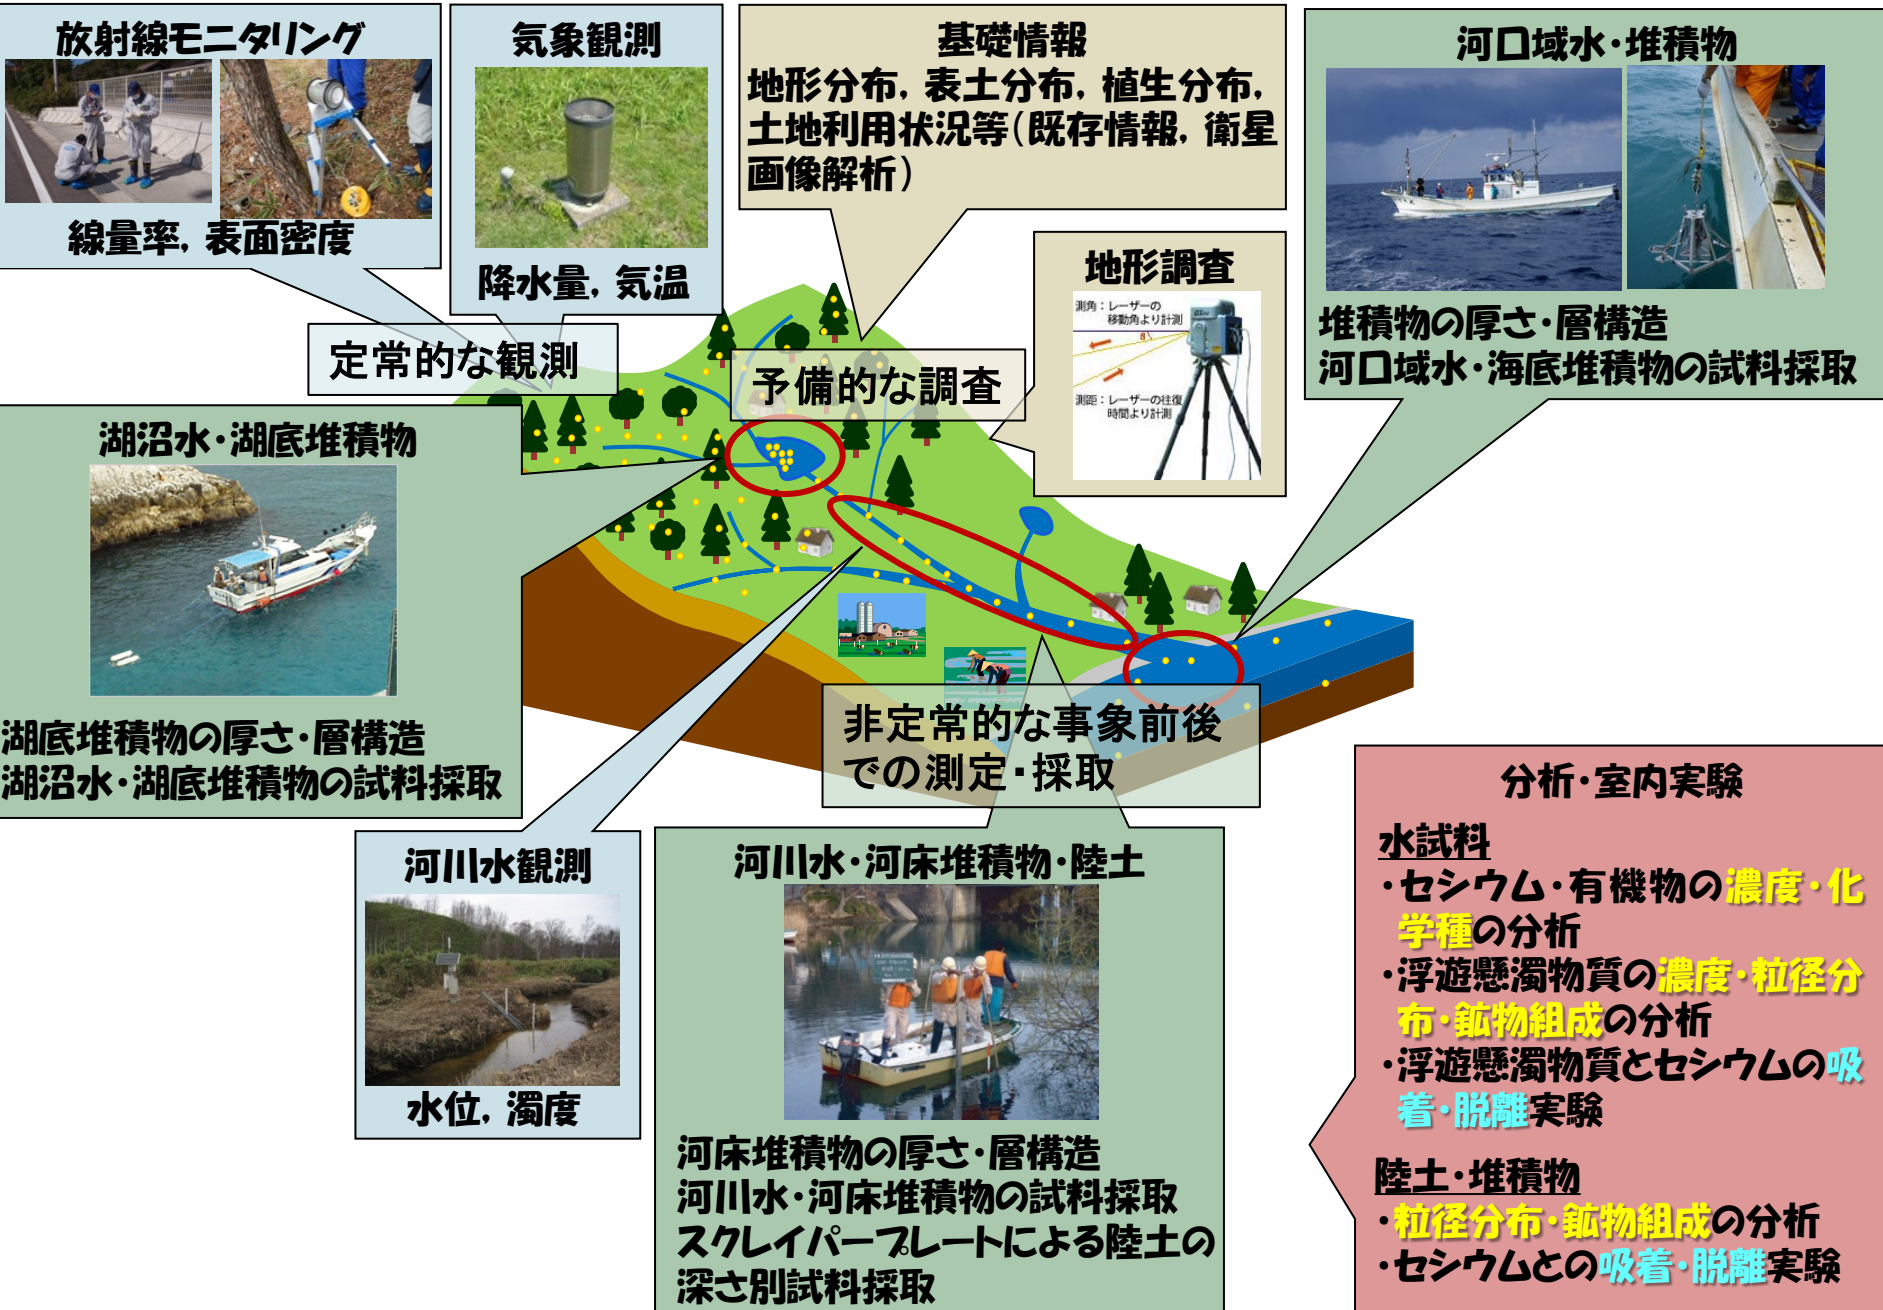 放射線モニタリング
線量率, 表面密度
気象観測
降水量, 気温
基礎情報
地形分布, 表土分布, 植生分布,
土地利用状況等(既存情報, 衛星
画像解析)
地形調査
測角：レーザーの
移動角より計測
測距：レーザーの往復
時間より計測
河口域水・堆積物
堆積物の厚さ・層構造
河口域水・海底堆積物の試料採取
定常的な観測
予備的な調査
湖沼水・湖底堆積物
湖底堆積物の厚さ・層構造
湖沼水・湖底堆積物の試料採取
非定常的な事象前後
での測定・採取
河川水観測
水位, 濁度
河川水・河床堆積物・陸土
河床堆積物の厚さ・層構造
河川水・河床堆積物の試料採取
スクレイパープレートによる陸土の
深さ別試料採取
分析・室内実験
水試料
・セシウム・有機物の濃度・化
学種の分析
・浮遊懸濁物質の濃度・粒径分
布・鉱物組成の分析
・浮遊懸濁物質とセシウムの吸
着・脱離実験
陸土・堆積物
・粒径分布・鉱物組成の分析
・セシウムとの吸着・脱離実験